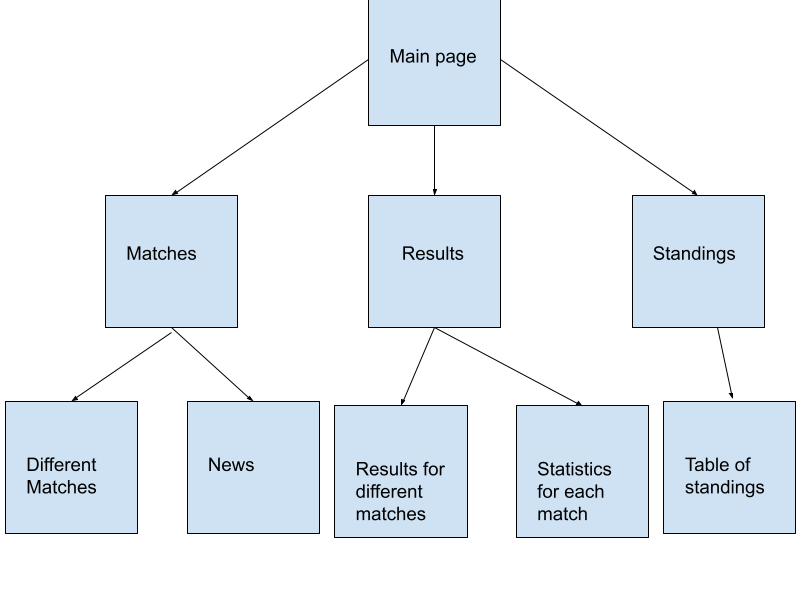 Main page
Matches
Results
Standings
Different
Matches
News
Results for
different
matches
Statistics
for each
match
Table of
standings